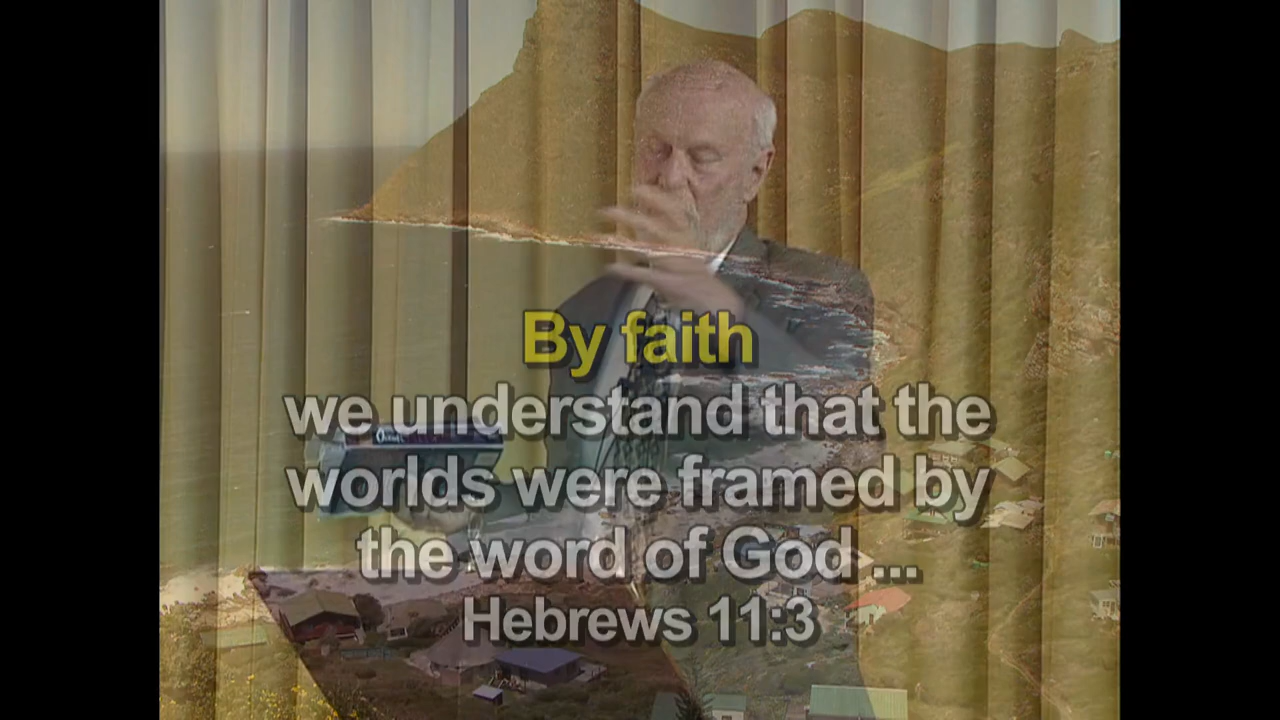 By faith
we understand that the
worlds were framed by
the word of God ...
Hebrews 11:3